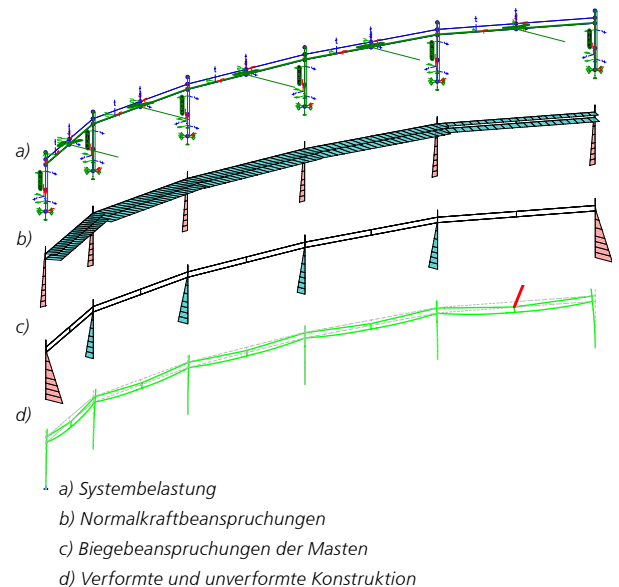 a)
b)
c)
d)
a) Systembelastung
b) Normalkraftbeanspruchungen
c) Biegebeanspruchungen der Masten
d) Verformte und unverformte Konstruktion